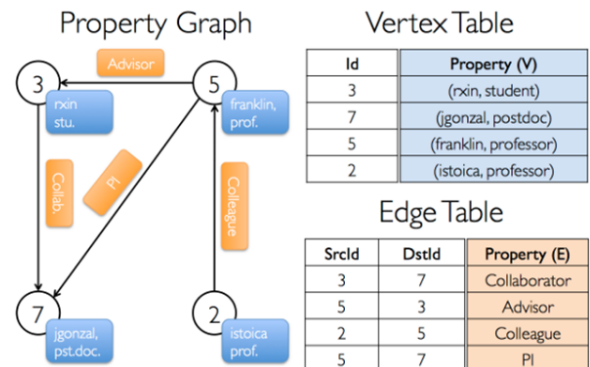 Property Graph
Advisor
3
5
rxin
stu.
franklin,
prof.
Collab.
PI
Colleague
7
2
jgonzal,
pst.doc.
istoica
prof.
Vertex Table
Id Property (V)
3 (rxin, student)
7 (jgonzal, postdoc)
5 (franklin, professor)
2 (istoica, professor)
Edge Table
SrcId DstId Property (E)
3 7 Collaborator
5 3 Advisor
2 5 Colleague
5 7 PI